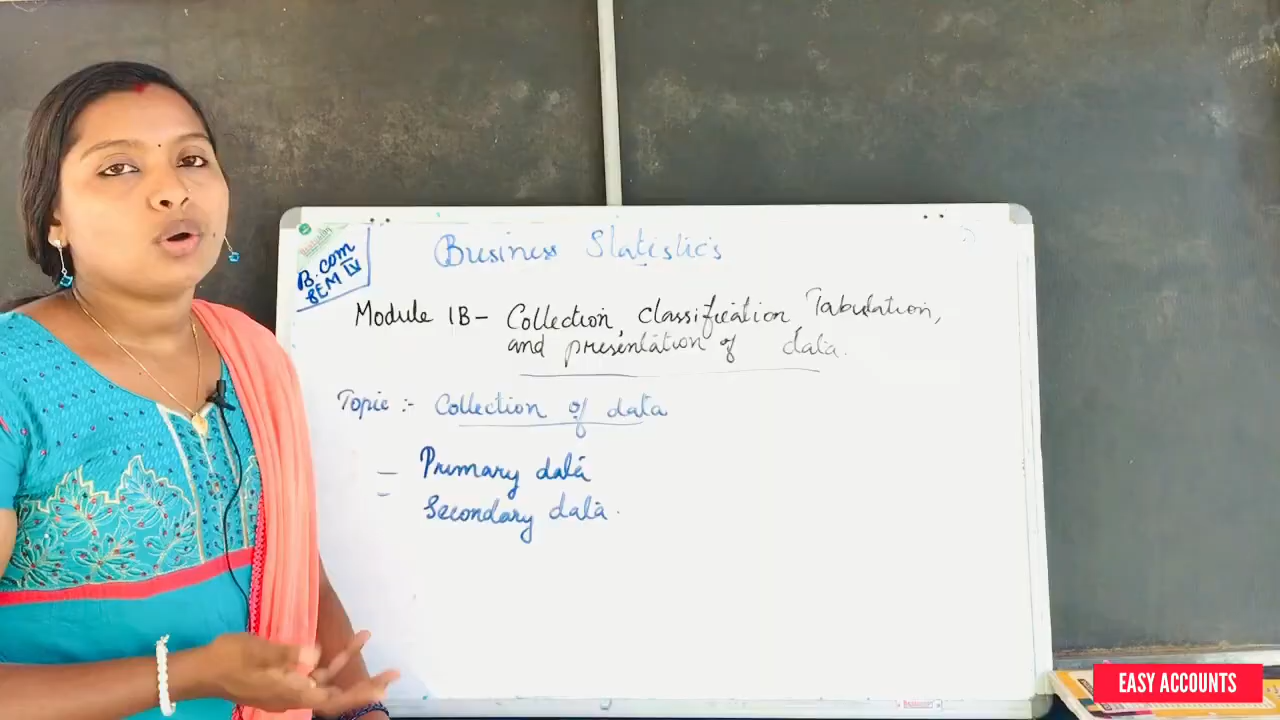 B.com
SEM IV
Business Statistics
Module 1B- Collection, classification, Tabulation,
and presentation of data.
Topic :- Collection of data
- Primary data
- Secondary data.
EASY ACCOUNTS